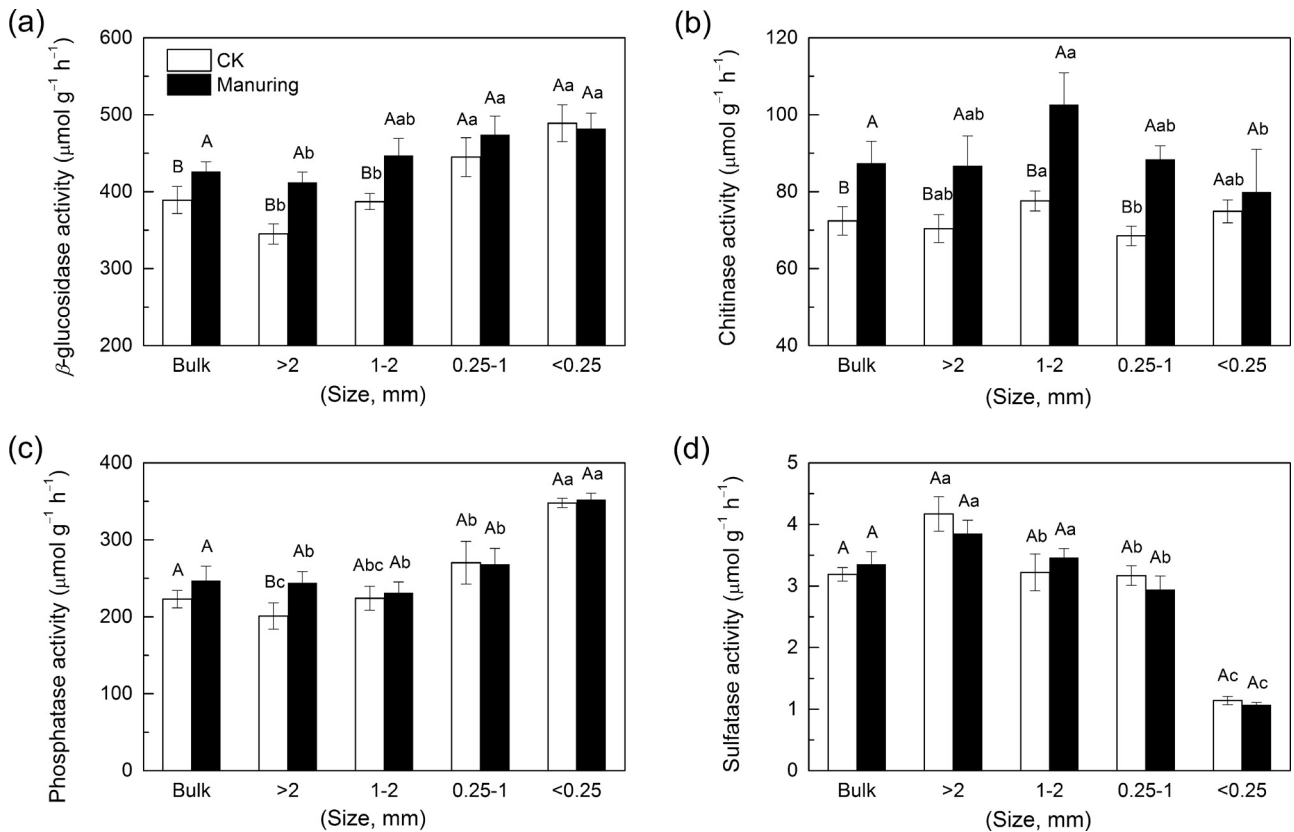 (a)
β-glucosidase activity (μmol g⁻¹ h⁻¹)
600
500
400
300
200
CK
Manuring
B A Bb Ab Bb Aab Aa Aa Aa Aa
Bulk >2 1-2 0.25-1 <0.25
(Size, mm)
(b)
Chitinase activity (μmol g⁻¹ h⁻¹)
120
100
80
60
40
B A Bab Aab Ba Aa Bb Aab Aab Ab
Bulk >2 1-2 0.25-1 <0.25
(Size, mm)
(c)
Phosphatase activity (μmol g⁻¹ h⁻¹)
400
300
200
100
0
A A Bc Ab Abc Ab Ab Ab Aa Aa
Bulk >2 1-2 0.25-1 <0.25
(Size, mm)
(d)
Sulfatase activity (μmol g⁻¹ h⁻¹)
5
4
3
2
1
0
A A Aa Aa Ab Aa Ab Ab Ac Ac
Bulk >2 1-2 0.25-1 <0.25
(Size, mm)